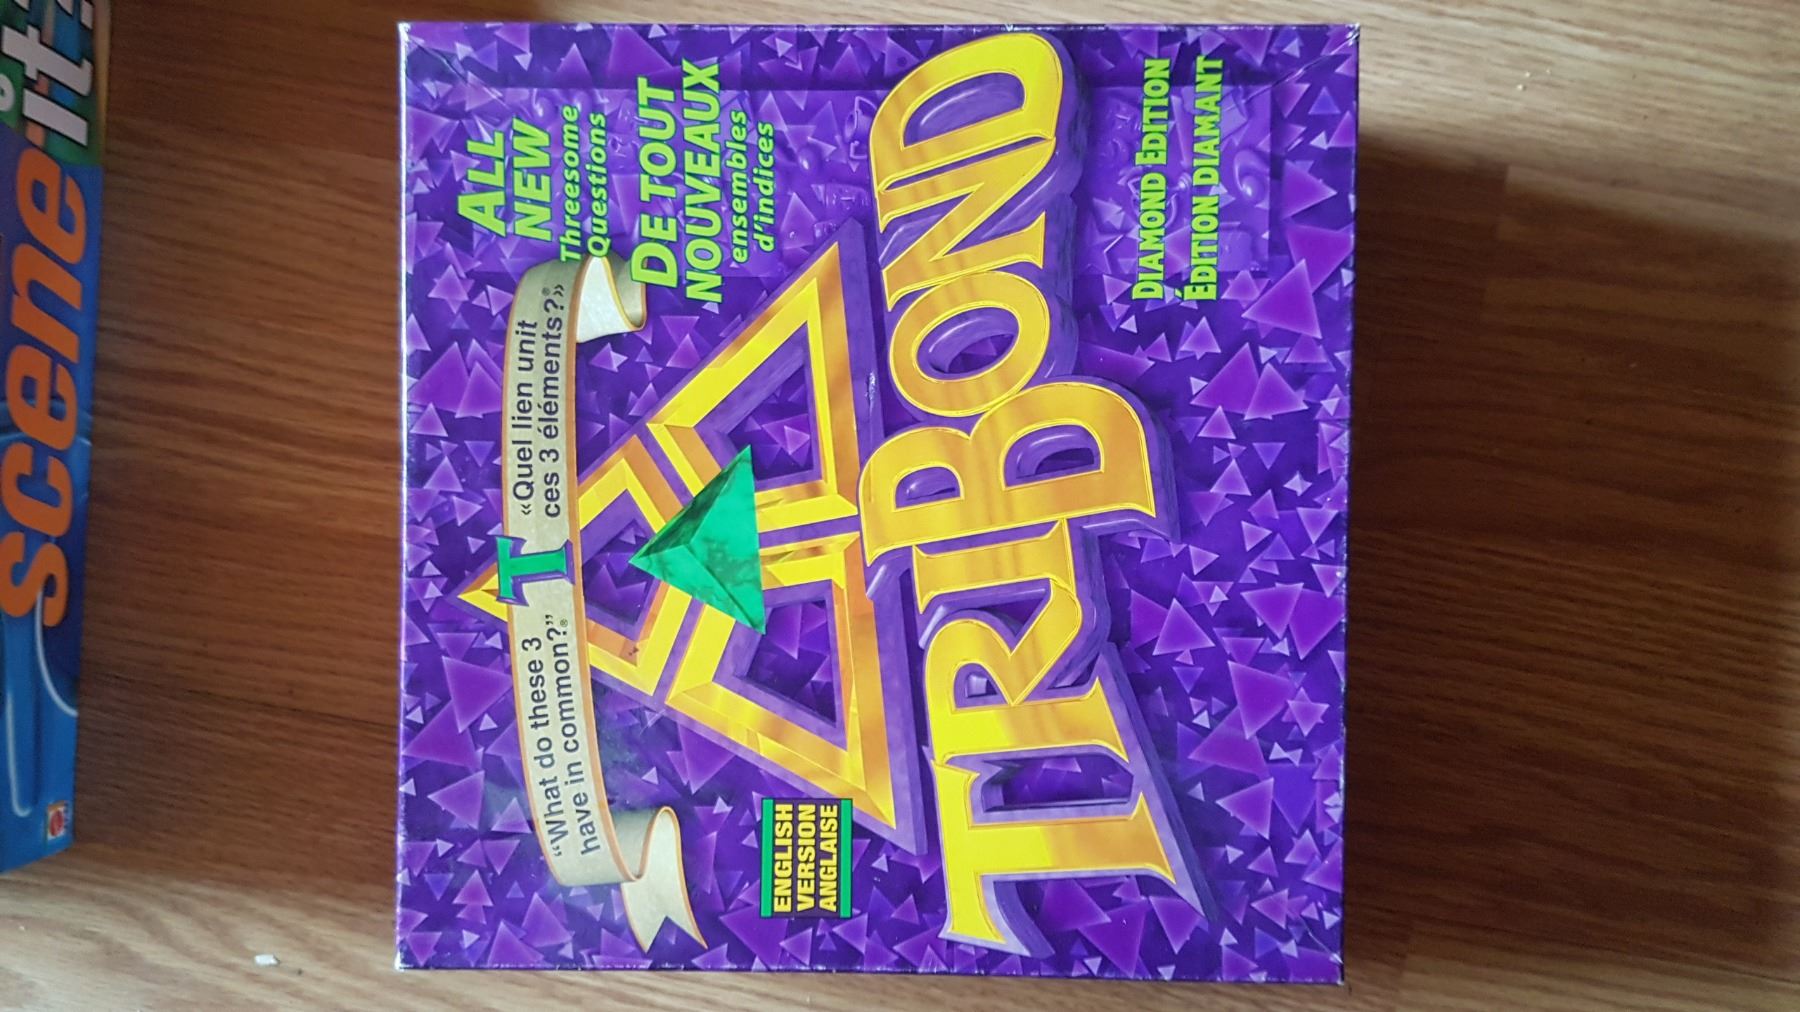 "What do these 3
have in common?"®
T
«Quel lien unit
ces 3 éléments?»®
ALL
NEW
Threesome
Questions
DE TOUT
NOUVEAUX
ensembles
d'indices
ENGLISH
VERSION
ANGLAISE
TRIBOND
DIAMOND EDITION
ÉDITION DIAMANT
scene it?